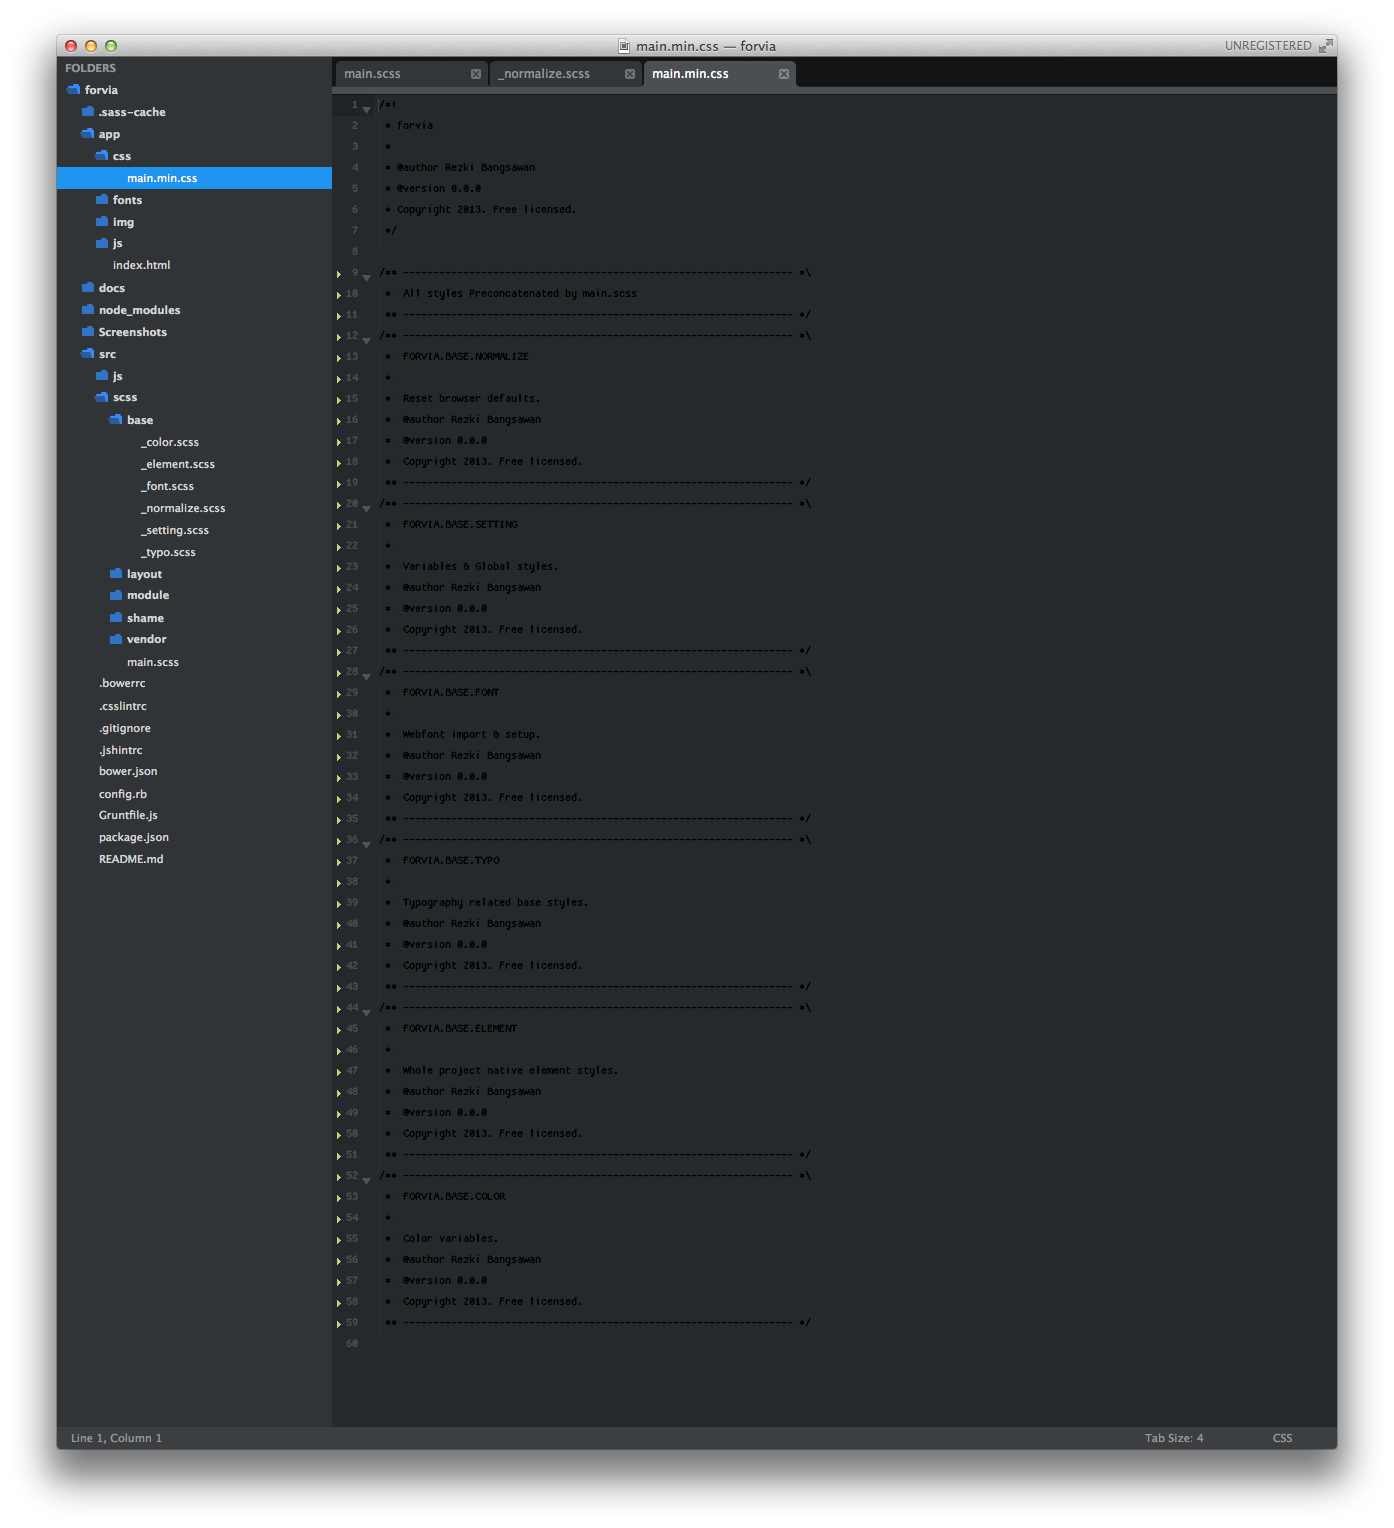 main.min.css — forvia
UNREGISTERED
FOLDERS
forvia
.sass-cache
app
css
main.min.css
fonts
img
js
index.html
docs
node_modules
Screenshots
src
js
scss
base
_color.scss
_element.scss
_font.scss
_normalize.scss
_setting.scss
_typo.scss
layout
module
shame
vendor
main.scss
.bowerrc
.csslintrc
.gitignore
.jshintrc
bower.json
config.rb
Gruntfile.js
package.json
README.md
main.scss
_normalize.scss
main.min.css
1 /*!
2 * forvia
3 *
4 * @author Rezki Bangsawan
5 * @version 0.0.0
6 * Copyright 2013. Free licensed.
7 */
8
9 /** ----------------------------------------------------------------- *\
10 * All styles Preconcatenated by main.scss
11 ** ----------------------------------------------------------------- */
12 /** ----------------------------------------------------------------- *\
13 * FORVIA.BASE.NORMALIZE
14 *
15 * Reset browser defaults.
16 * @author Rezki Bangsawan
17 * @version 0.0.0
18 * Copyright 2013. Free licensed.
19 ** ----------------------------------------------------------------- */
20 /** ----------------------------------------------------------------- *\
21 * FORVIA.BASE.SETTING
22 *
23 * Variables & Global styles.
24 * @author Rezki Bangsawan
25 * @version 0.0.0
26 * Copyright 2013. Free licensed.
27 ** ----------------------------------------------------------------- */
28 /** ----------------------------------------------------------------- *\
29 * FORVIA.BASE.FONT
30 *
31 * Webfont import & setup.
32 * @author Rezki Bangsawan
33 * @version 0.0.0
34 * Copyright 2013. Free licensed.
35 ** ----------------------------------------------------------------- */
36 /** ----------------------------------------------------------------- *\
37 * FORVIA.BASE.TYPO
38 *
39 * Typography related base styles.
40 * @author Rezki Bangsawan
41 * @version 0.0.0
42 * Copyright 2013. Free licensed.
43 ** ----------------------------------------------------------------- */
44 /** ----------------------------------------------------------------- *\
45 * FORVIA.BASE.ELEMENT
46 *
47 * Whole project native element styles.
48 * @author Rezki Bangsawan
49 * @version 0.0.0
50 * Copyright 2013. Free licensed.
51 ** ----------------------------------------------------------------- */
52 /** ----------------------------------------------------------------- *\
53 * FORVIA.BASE.COLOR
54 *
55 * Color variables.
56 * @author Rezki Bangsawan
57 * @version 0.0.0
58 * Copyright 2013. Free licensed.
59 ** ----------------------------------------------------------------- */
60
Line 1, Column 1
Tab Size: 4
CSS